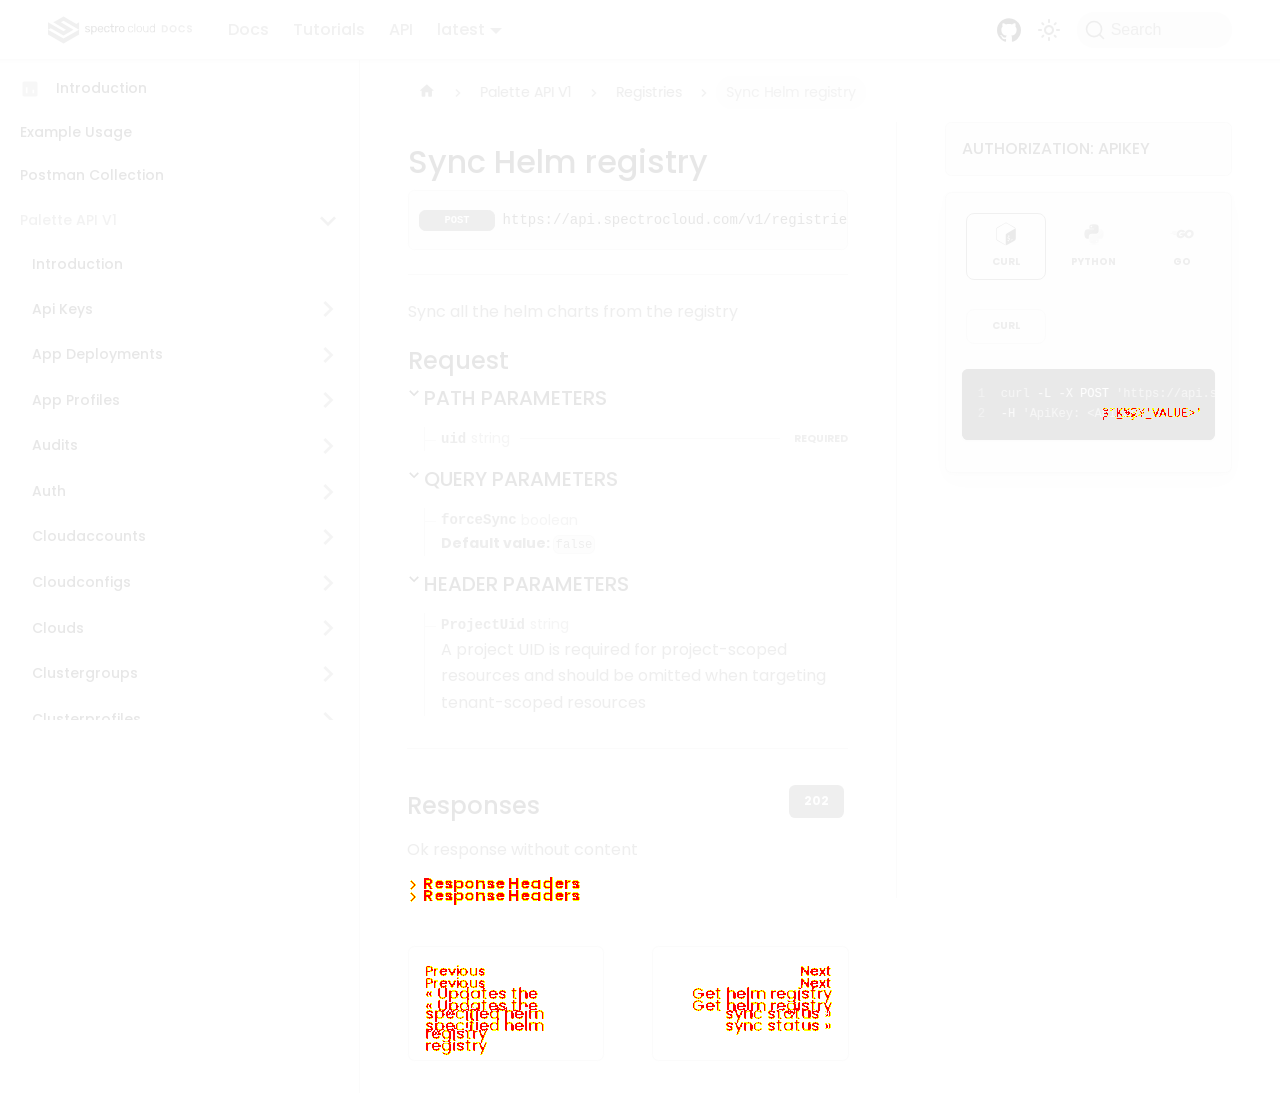 spectro cloud DOCS
Docs
Tutorials
API
latest
Search
Introduction
Example Usage
Postman Collection
Palette API V1
Introduction
Api Keys
App Deployments
App Profiles
Audits
Auth
Cloudaccounts
Cloudconfigs
Clouds
Clustergroups
Clusterprofiles
Palette API V1
Registries
Sync Helm registry
Sync Helm registry
POST https://api.spectrocloud.com/v1/registrie
Sync all the helm charts from the registry
Request
PATH PARAMETERS
uid string REQUIRED
QUERY PARAMETERS
forceSync boolean
Default value: false
HEADER PARAMETERS
ProjectUid string
A project UID is required for project-scoped
resources and should be omitted when targeting
tenant-scoped resources
Responses
202
Ok response without content
Response Headers
Response Headers
Previous
Previous
« Updates the
« Updates the
specified helm
specified helm
registry
registry
Next
Next
Get helm registry
Get helm registry
sync status »
sync status »
AUTHORIZATION: APIKEY
CURL
PYTHON
GO
CURL
1 curl -L -X POST 'https://api.s
2 -H 'ApiKey: <A